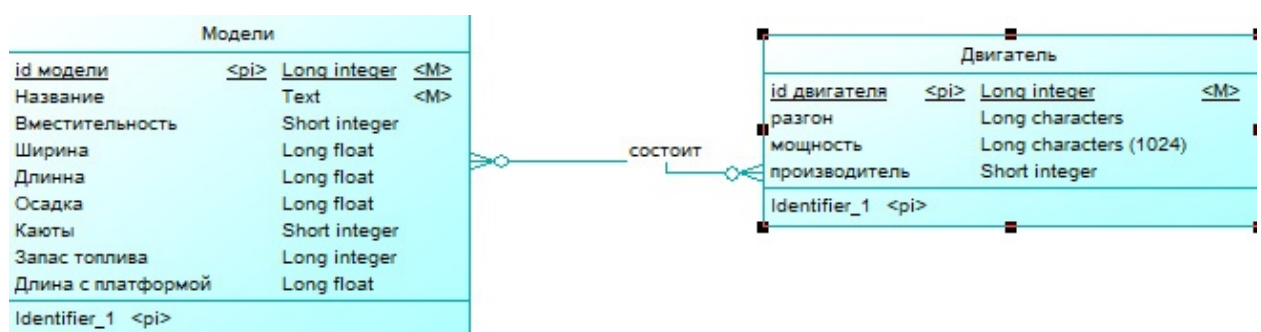 Модели
id модели <pi> Long integer <M>
Название Text <M>
Вместительность Short integer
Ширина Long float
Длинна Long float
Осадка Long float
Каюты Short integer
Запас топлива Long integer
Длина с платформой Long float
Identifier_1 <pi>
состоит
Двигатель
id двигателя <pi> Long integer <M>
разгон Long characters
мощность Long characters (1024)
производитель Short integer
Identifier_1 <pi>